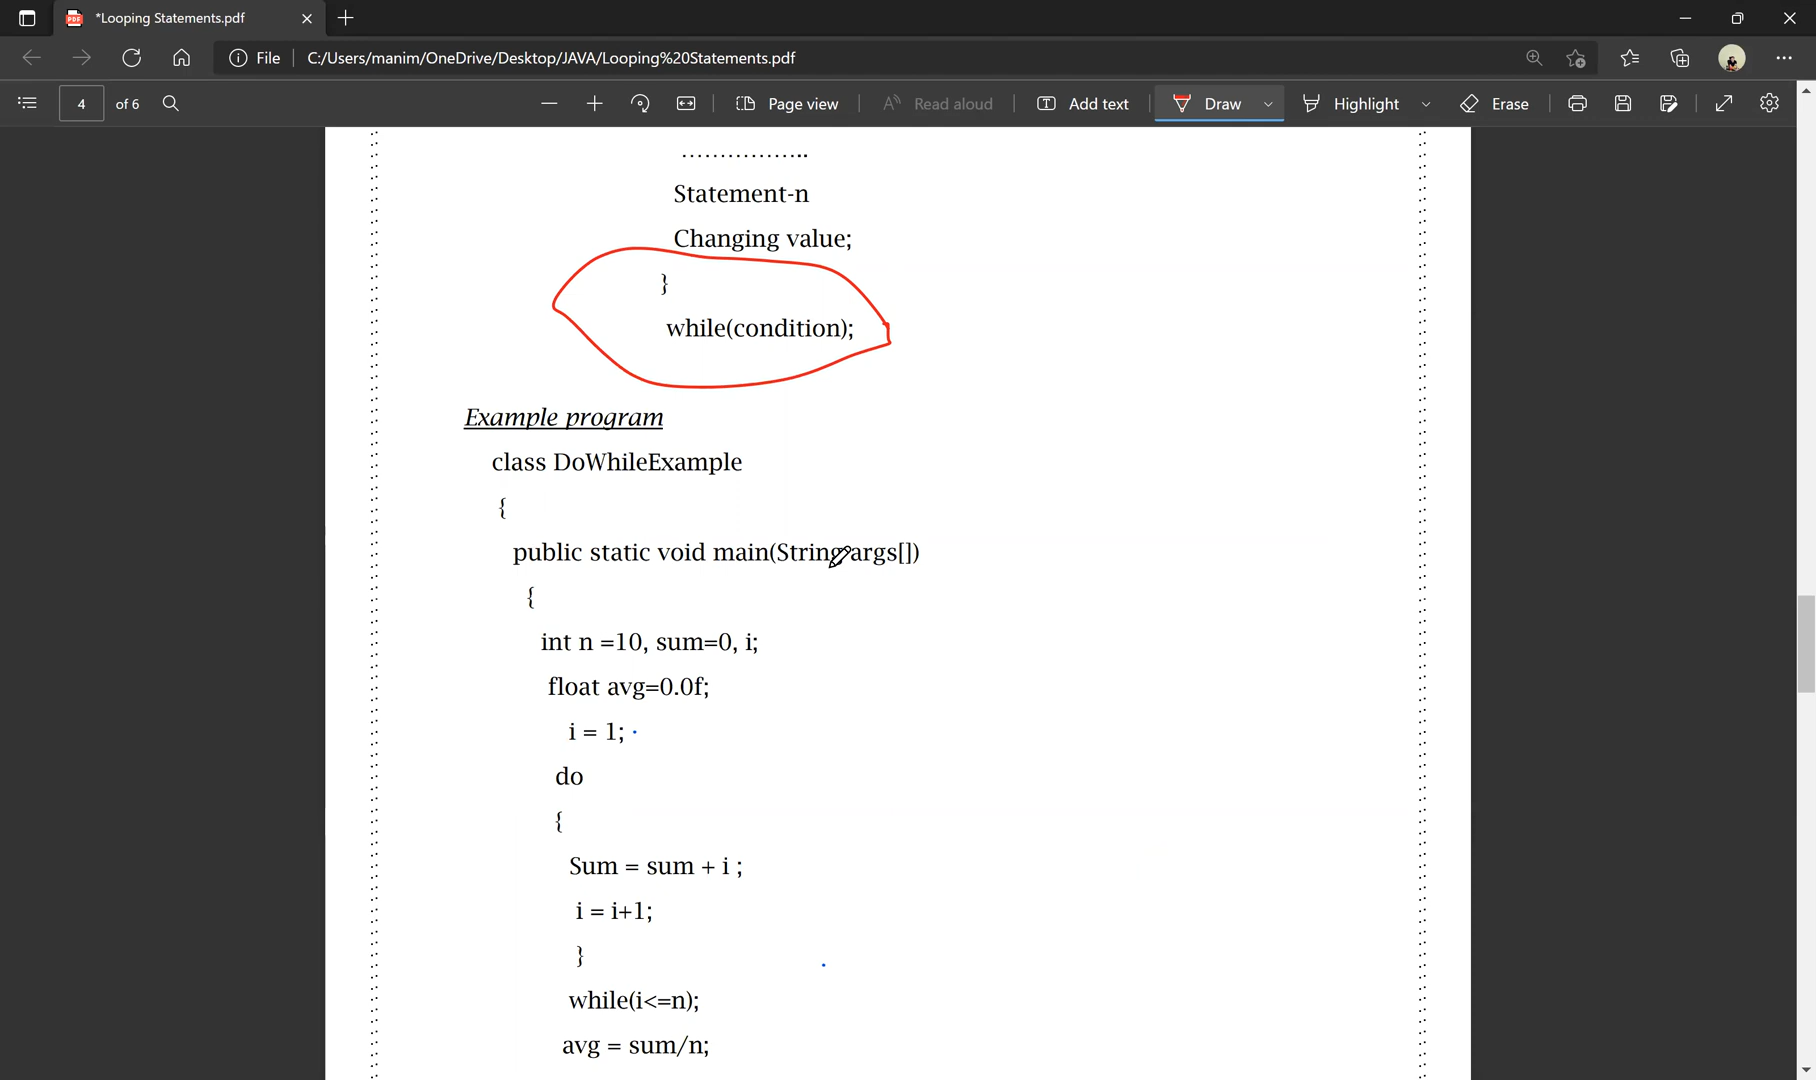 *Looping Statements.pdf
File
C:/Users/manim/OneDrive/Desktop/JAVA/Looping%20Statements.pdf
4 of 6
Page view
Read aloud
Add text
Draw
Highlight
Erase
……………..
Statement-n
Changing value;
}
while(condition);
Example program
class DoWhileExample
{
public static void main(String args[])
{
int n =10, sum=0, i;
float avg=0.0f;
i = 1;
do
{
Sum = sum + i ;
i = i+1;
}
while(i<=n);
avg = sum/n;